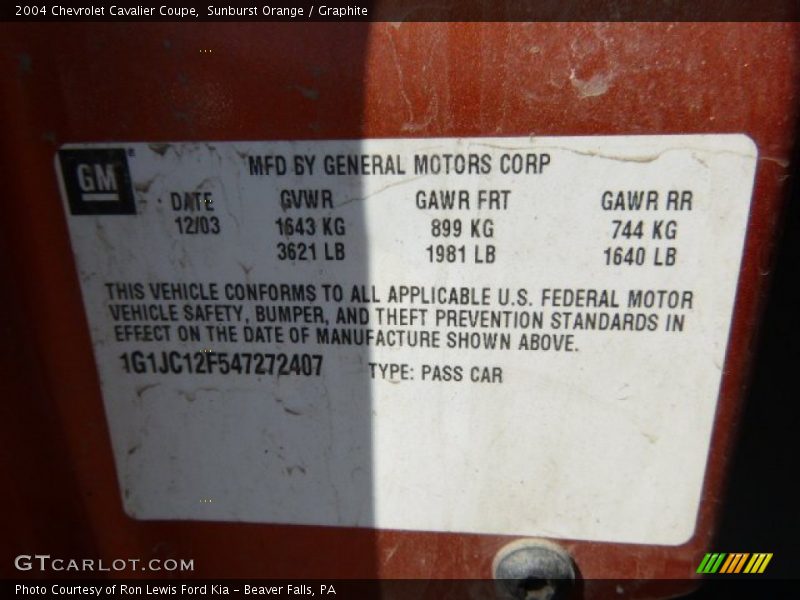 2004 Chevrolet Cavalier Coupe,  Sunburst Orange / Graphite
GM
MFD BY GENERAL MOTORS CORP
DATE GVWR GAWR FRT GAWR RR
12/03 1643 KG 899 KG 744 KG
3621 LB 1981 LB 1640 LB
THIS VEHICLE CONFORMS TO ALL APPLICABLE U.S. FEDERAL MOTOR
VEHICLE SAFETY, BUMPER, AND THEFT PREVENTION STANDARDS IN
EFFECT ON THE DATE OF MANUFACTURE SHOWN ABOVE.
1G1JC12F547272407 TYPE: PASS CAR
GTCARLOT.COM
Photo Courtesy of Ron Lewis Ford Kia - Beaver Falls, PA